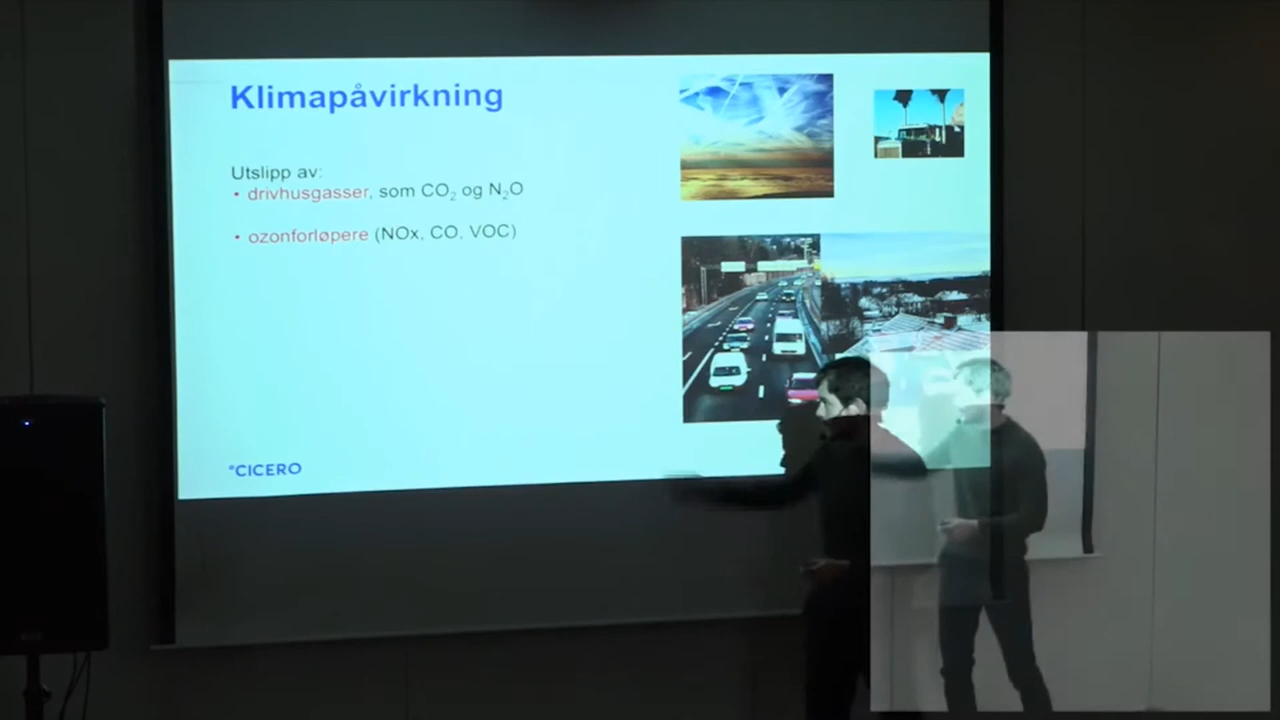 Klimapåvirkning
Utslipp av:
• drivhusgasser, som CO₂ og N₂O
• ozonforløpere (NOx, CO, VOC)
°CICERO